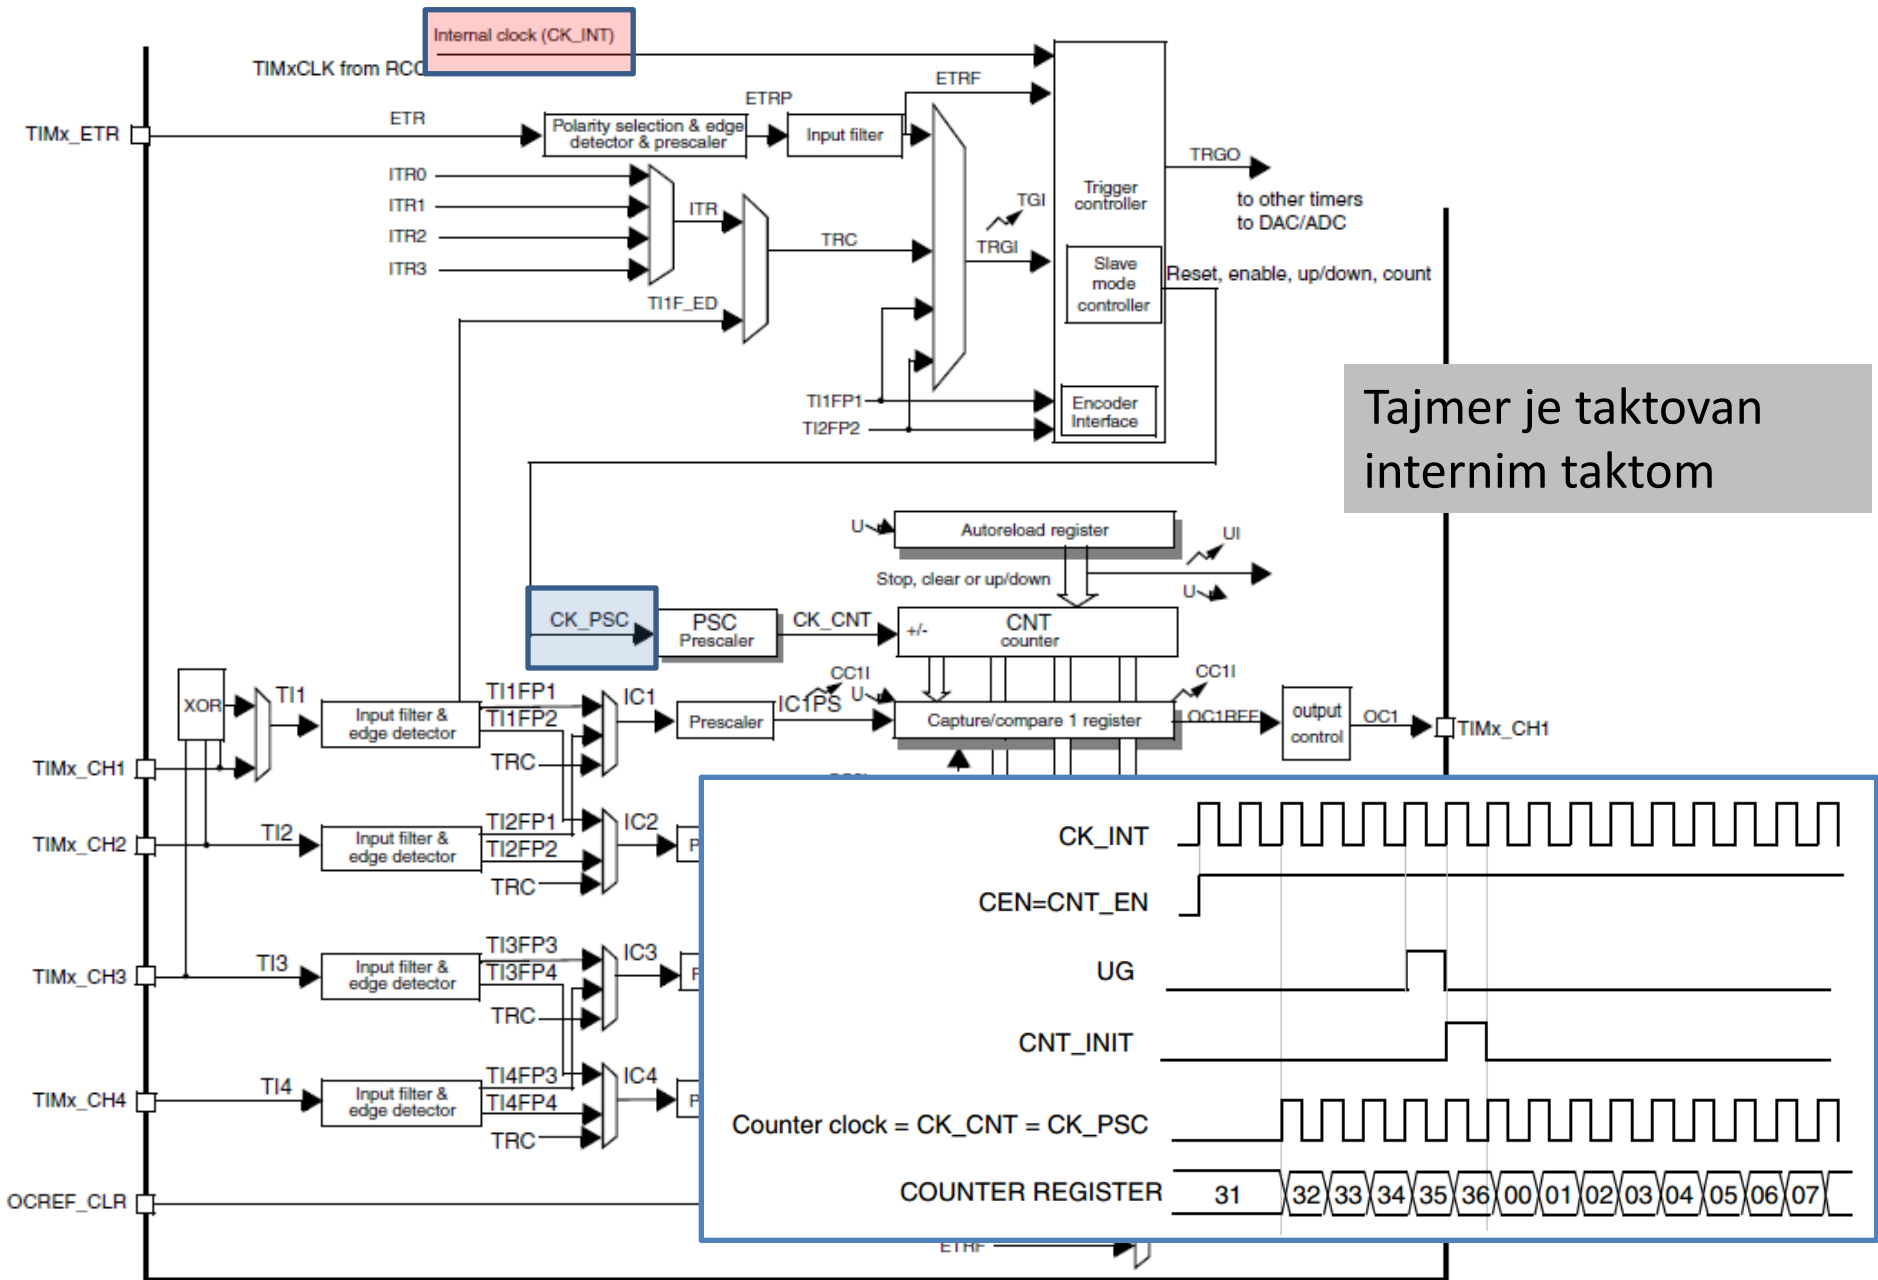 Internal clock (CK_INT)
TIMxCLK from RCC
ETRF
ETRP
ETR
TIMx_ETR
Polarity selection & edge
detector & prescaler
Input filter
TRGO
ITR0
ITR1
ITR2
ITR3
ITR
TGI
Trigger
controller
to other timers
to DAC/ADC
TRC
TRGI
Slave
mode
controller
Reset, enable, up/down, count
TI1F_ED
TI1FP1
TI2FP2
Encoder
Interface
Tajmer je taktovan
internim taktom
U
Autoreload register
UI
Stop, clear or up/down
U
CK_PSC
PSC
Prescaler
CK_CNT
+/-
CNT
counter
XOR
TI1
Input filter &
edge detector
TI1FP1
TI1FP2
TRC
IC1
Prescaler
IC1PS
CC1I
U
Capture/compare 1 register
CC1I
OC1REF
output
control
OC1
TIMx_CH1
TIMx_CH1
TIMx_CH2
TI2
Input filter &
edge detector
TI2FP1
TI2FP2
TRC
IC2
P
TIMx_CH3
TI3
Input filter &
edge detector
TI3FP3
TI3FP4
TRC
IC3
TIMx_CH4
TI4
Input filter &
edge detector
TI4FP3
TI4FP4
TRC
IC4
P
OCREF_CLR
ETRF
CK_INT
CEN=CNT_EN
UG
CNT_INIT
Counter clock = CK_CNT = CK_PSC
COUNTER REGISTER 31 32 33 34 35 36 00 01 02 03 04 05 06 07